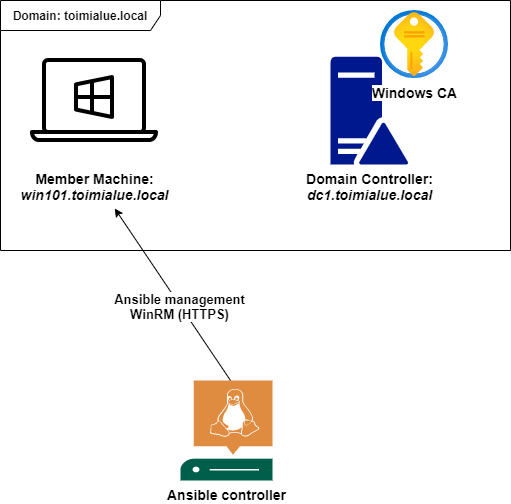 Domain: toimialue.local
Windows CA
Member Machine:
win101.toimialue.local
Domain Controller:
dc1.toimialue.local
Ansible management
WinRM (HTTPS)
Ansible controller